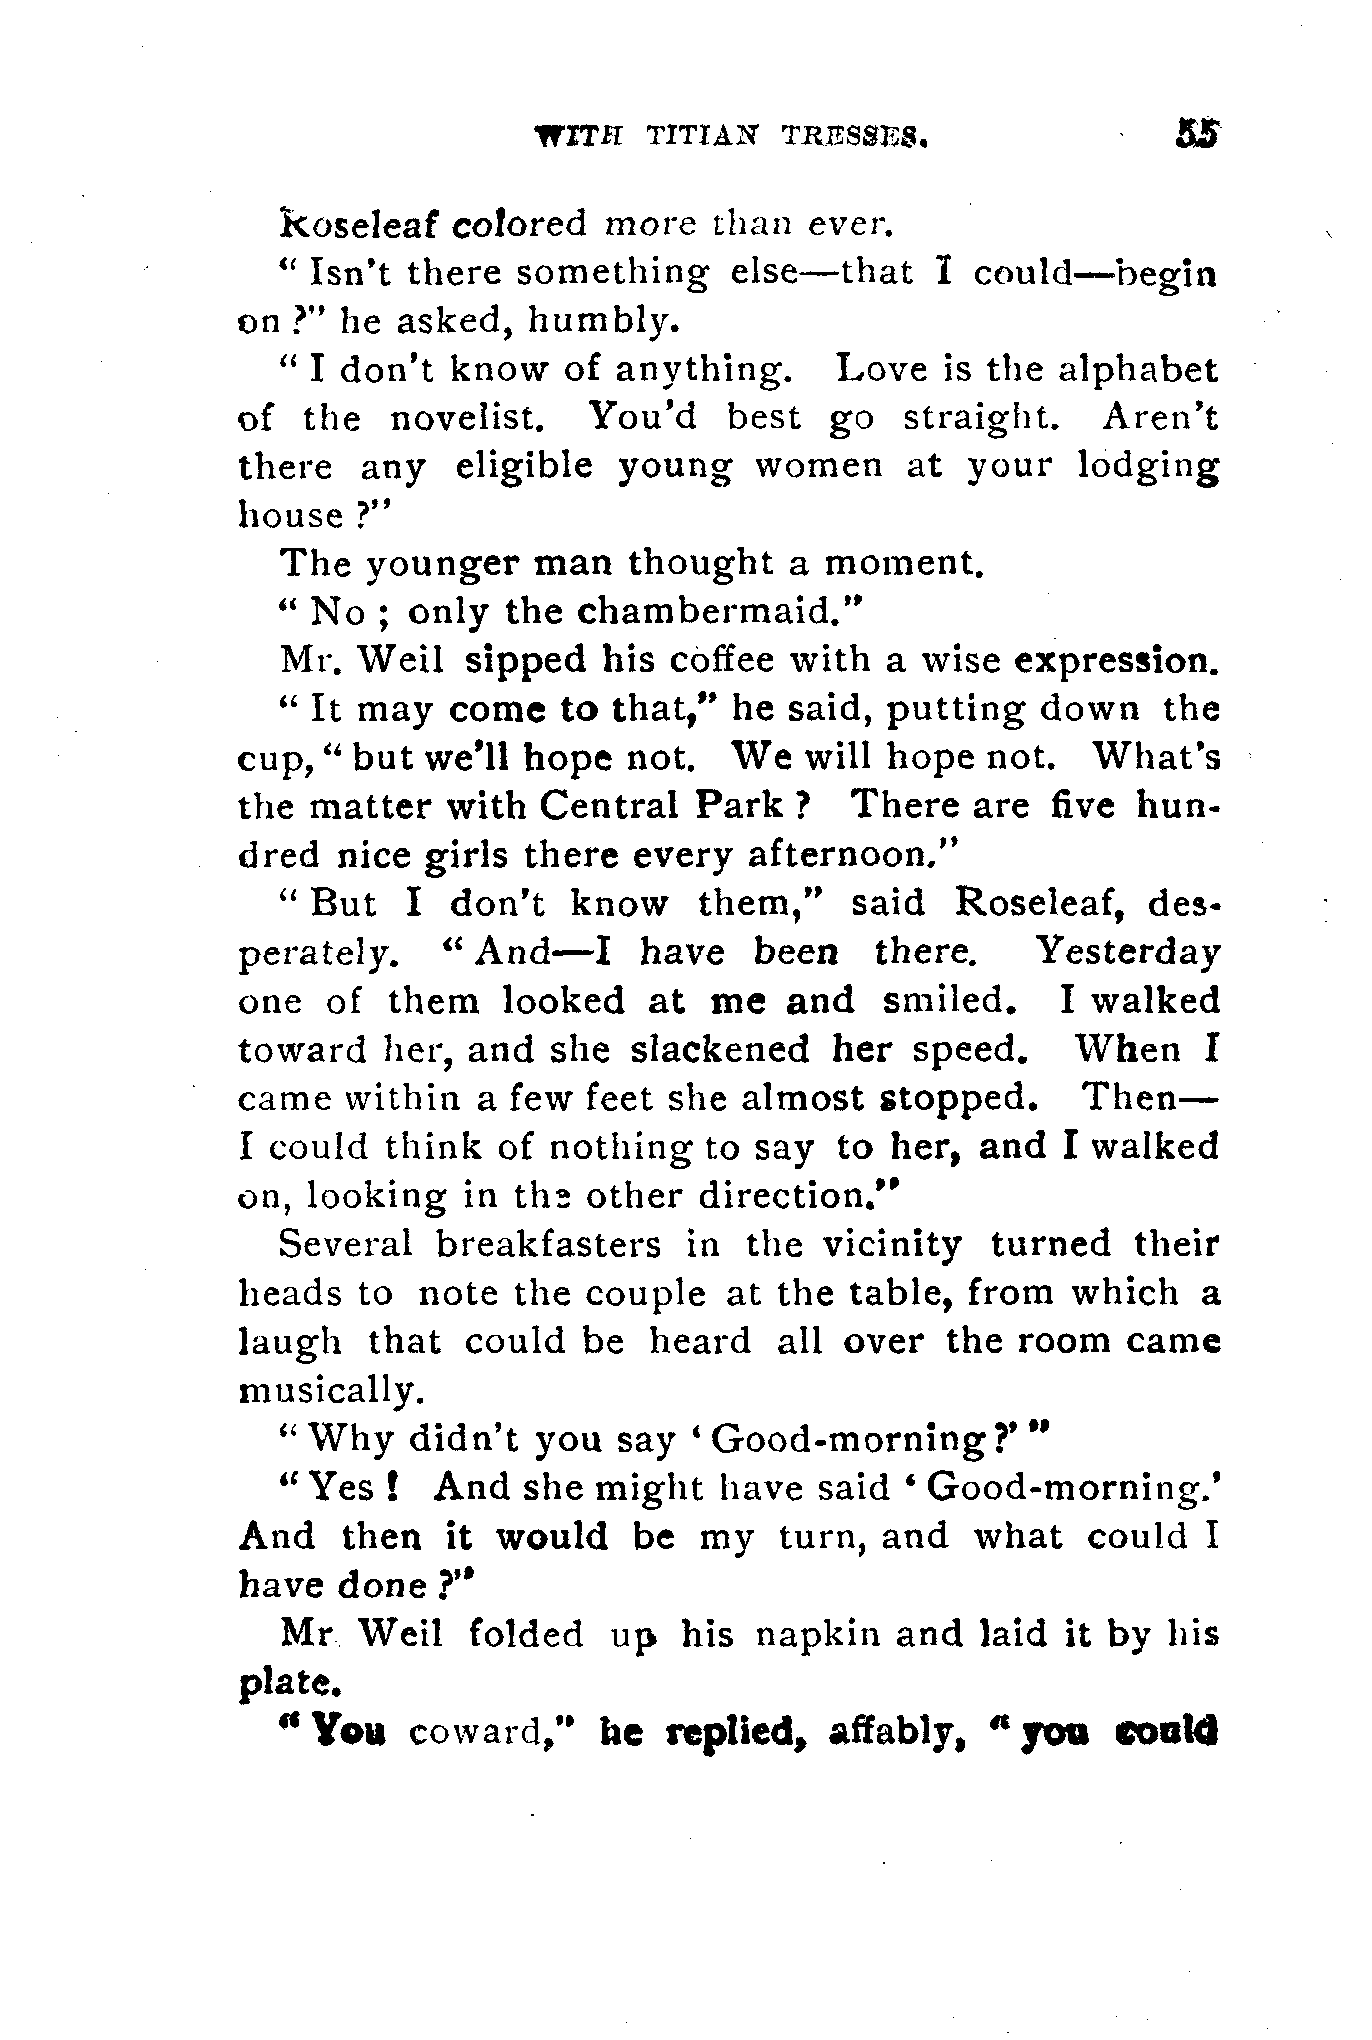 WITH TITIAN TRESSES. 55
Roseleaf colored more than ever.
“ Isn't there something else—that I could—begin
on ?” he asked, humbly.
“ I don't know of anything. Love is the alphabet
of the novelist. You'd best go straight. Aren't
there any eligible young women at your lodging
house ?”
The younger man thought a moment.
“ No ; only the chambermaid.”
Mr. Weil sipped his coffee with a wise expression.
“ It may come to that,” he said, putting down the
cup, “ but we'll hope not. We will hope not. What's
the matter with Central Park ? There are five hun-
dred nice girls there every afternoon.”
“ But I don't know them,” said Roseleaf, des-
perately. “ And—I have been there. Yesterday
one of them looked at me and smiled. I walked
toward her, and she slackened her speed. When I
came within a few feet she almost stopped. Then—
I could think of nothing to say to her, and I walked
on, looking in the other direction.”
Several breakfasters in the vicinity turned their
heads to note the couple at the table, from which a
laugh that could be heard all over the room came
musically.
“ Why didn't you say ‘ Good-morning ?’ ”
“ Yes ! And she might have said ‘ Good-morning.’
And then it would be my turn, and what could I
have done ?”
Mr. Weil folded up his napkin and laid it by his
plate.
“ You coward,” he replied, affably, “ you could